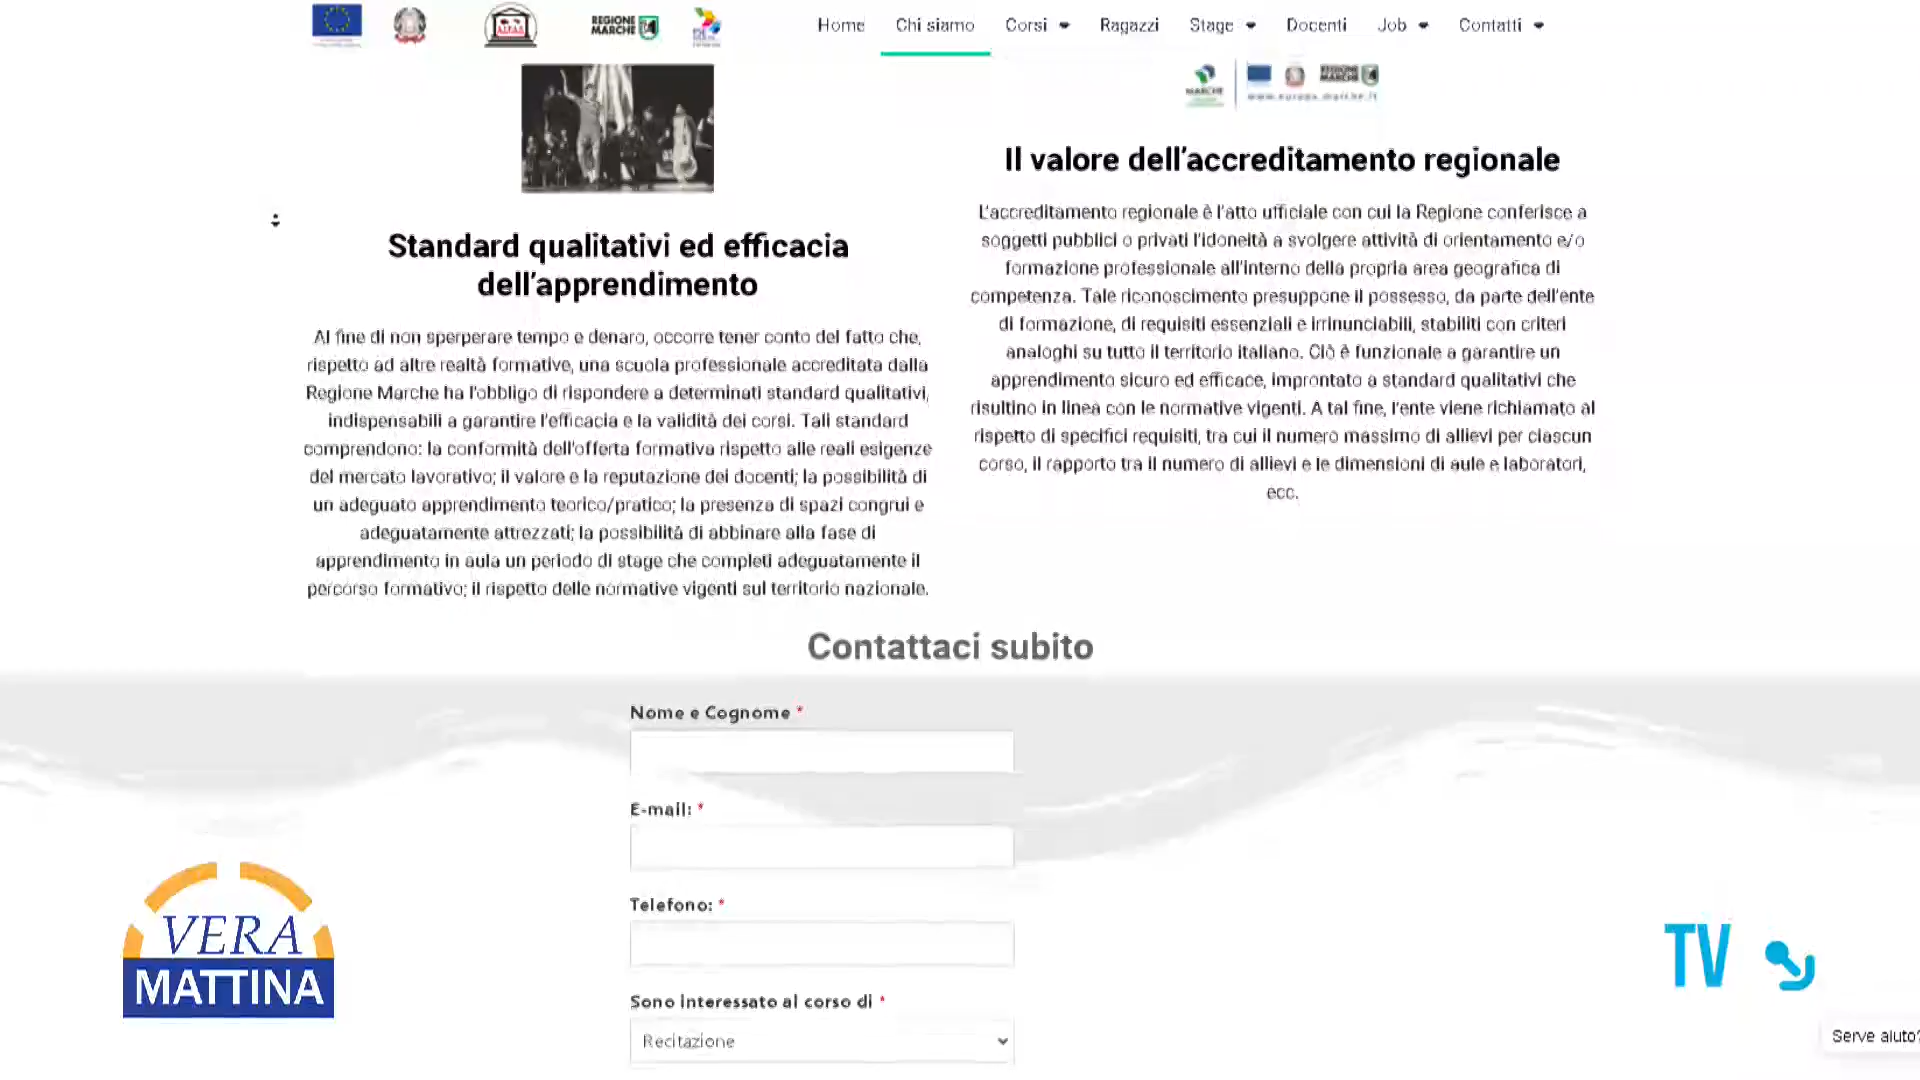 REGIONE
MARCHE
Home
Chi siamo
Corsi
Ragazzi
Stage
Docenti
Job
Contatti
MARCHE
REGIONE
MARCHE
www.europa.marche.it
Standard qualitativi ed efficacia
dell'apprendimento
Al fine di non sperperare tempo e denaro, occorre tener conto del fatto che,
rispetto ad altre realtà formative, una scuola professionale accreditata dalla
Regione Marche ha l'obbligo di rispondere a determinati standard qualitativi,
indispensabili a garantire l'efficacia e la validità dei corsi. Tali standard
comprendono: la conformità dell'offerta formativa rispetto alle reali esigenze
del mercato lavorativo; il valore e la reputazione dei docenti; la possibilità di
un adeguato apprendimento teorico/pratico; la presenza di spazi congrui e
adeguatamente attrezzati; la possibilità di abbinare alla fase di
apprendimento in aula un periodo di stage che completi adeguatamente il
percorso formativo; il rispetto delle normative vigenti sul territorio nazionale.
Il valore dell'accreditamento regionale
L'accreditamento regionale è l'atto ufficiale con cui la Regione conferisce a
soggetti pubblici o privati l'idoneità a svolgere attività di orientamento e/o
formazione professionale all'interno della propria area geografica di
competenza. Tale riconoscimento presuppone il possesso, da parte dell'ente
di formazione, di requisiti essenziali e irrinunciabili, stabiliti con criteri
analoghi su tutto il territorio italiano. Ciò è funzionale a garantire un
apprendimento sicuro ed efficace, improntato a standard qualitativi che
risultino in linea con le normative vigenti. A tal fine, l'ente viene richiamato al
rispetto di specifici requisiti, tra cui il numero massimo di allievi per ciascun
corso, il rapporto tra il numero di allievi e le dimensioni di aule e laboratori,
ecc.
Contattaci subito
Nome e Cognome *
E-mail: *
Telefono: *
Sono interessato al corso di *
Recitazione
VERA
MATTINA
TV
Serve aiuto?